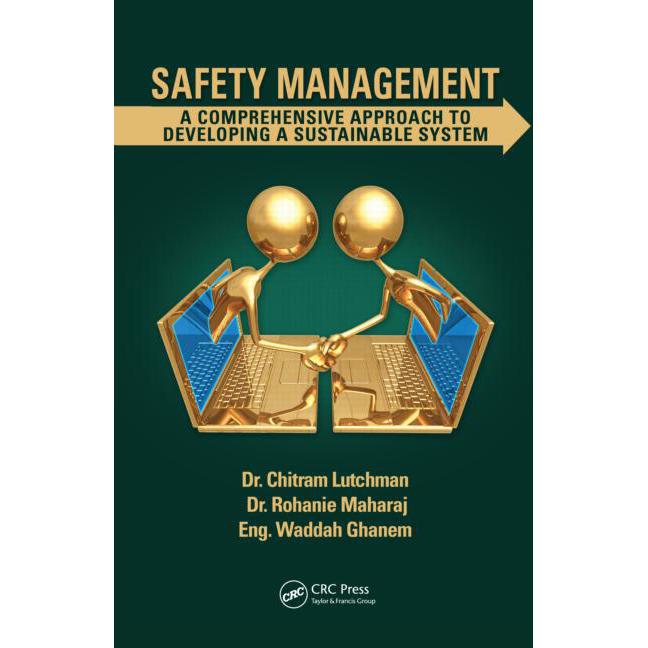 SAFETY MANAGEMENT
A COMPREHENSIVE APPROACH TO
DEVELOPING A SUSTAINABLE SYSTEM
Dr. Chitram Lutchman
Dr. Rohanie Maharaj
Eng. Waddah Ghanem
CRC CRC Press
Taylor & Francis Group